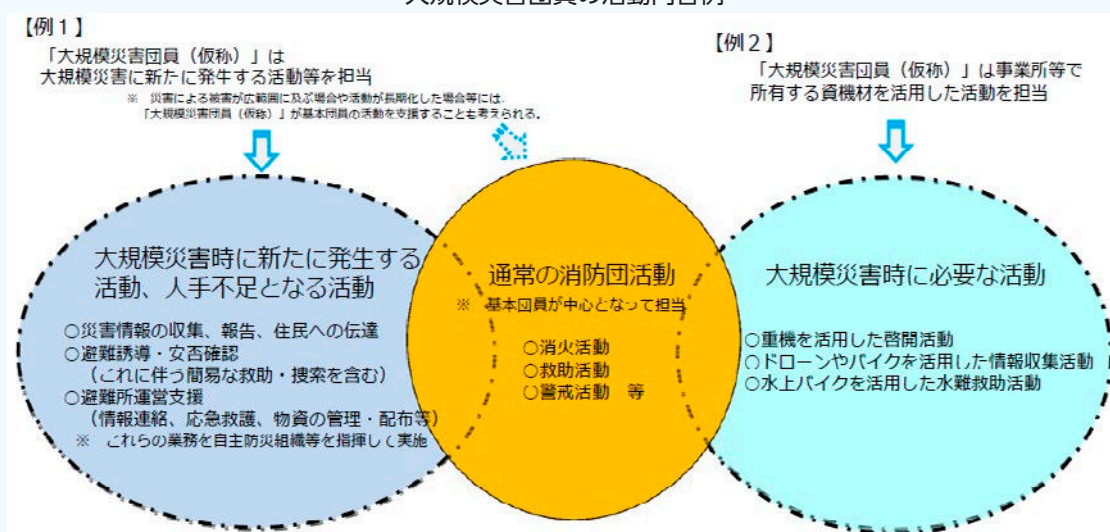 大規模災害団員の活動内容例
【例1】
「大規模災害団員（仮称）」は
大規模災害に新たに発生する活動等を担当
※　災害による被害が広範囲に及ぶ場合や活動が長期化した場合等には、
「大規模災害団員（仮称）」が基本団員の活動を支援することも考えられる。
【例2】
「大規模災害団員（仮称）」は事業所等で
所有する資機材を活用した活動を担当
大規模災害時に新たに発生する
活動、人手不足となる活動
○災害情報の収集、報告、住民への伝達
○避難誘導・安否確認
（これに伴う簡易な救助・捜索を含む）
○避難所運営支援
（情報連絡、応急救護、物資の管理・配布等）
※　これらの業務を自主防災組織等を指揮して実施
通常の消防団活動
※　基本団員が中心となって担当
○消火活動
○救助活動
○警戒活動　等
大規模災害時に必要な活動
○重機を活用した啓開活動
○ドローンやバイクを活用した情報収集活動
○水上バイクを活用した水難救助活動